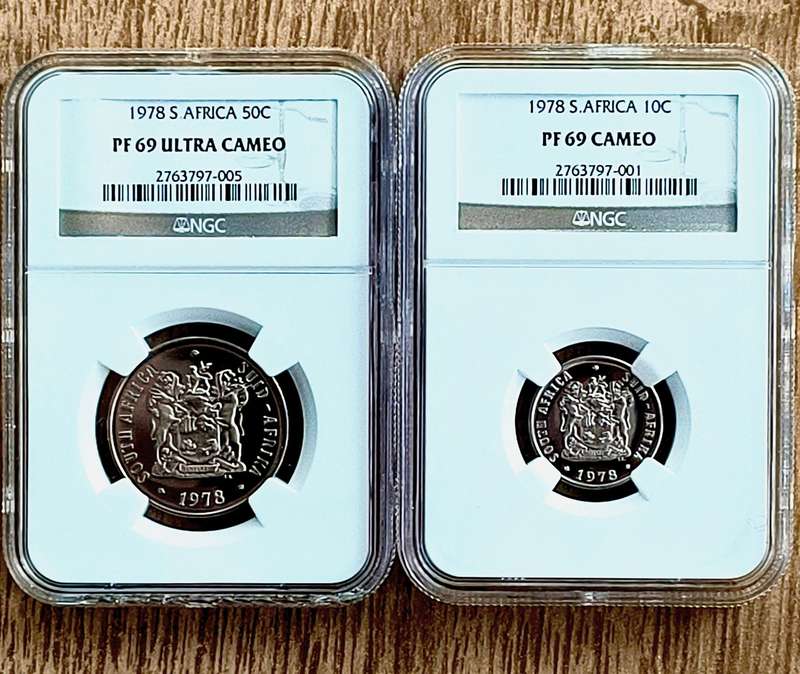 1978 S.AFRICA 50C
PF 69 ULTRA CAMEO
2763797-005
NGC
SOUTH AFRICA SUID-AFRIKA
1978
1978 S.AFRICA 10C
PF 69 CAMEO
2763797-001
NGC
SOUTH AFRICA SUID-AFRIKA
1978